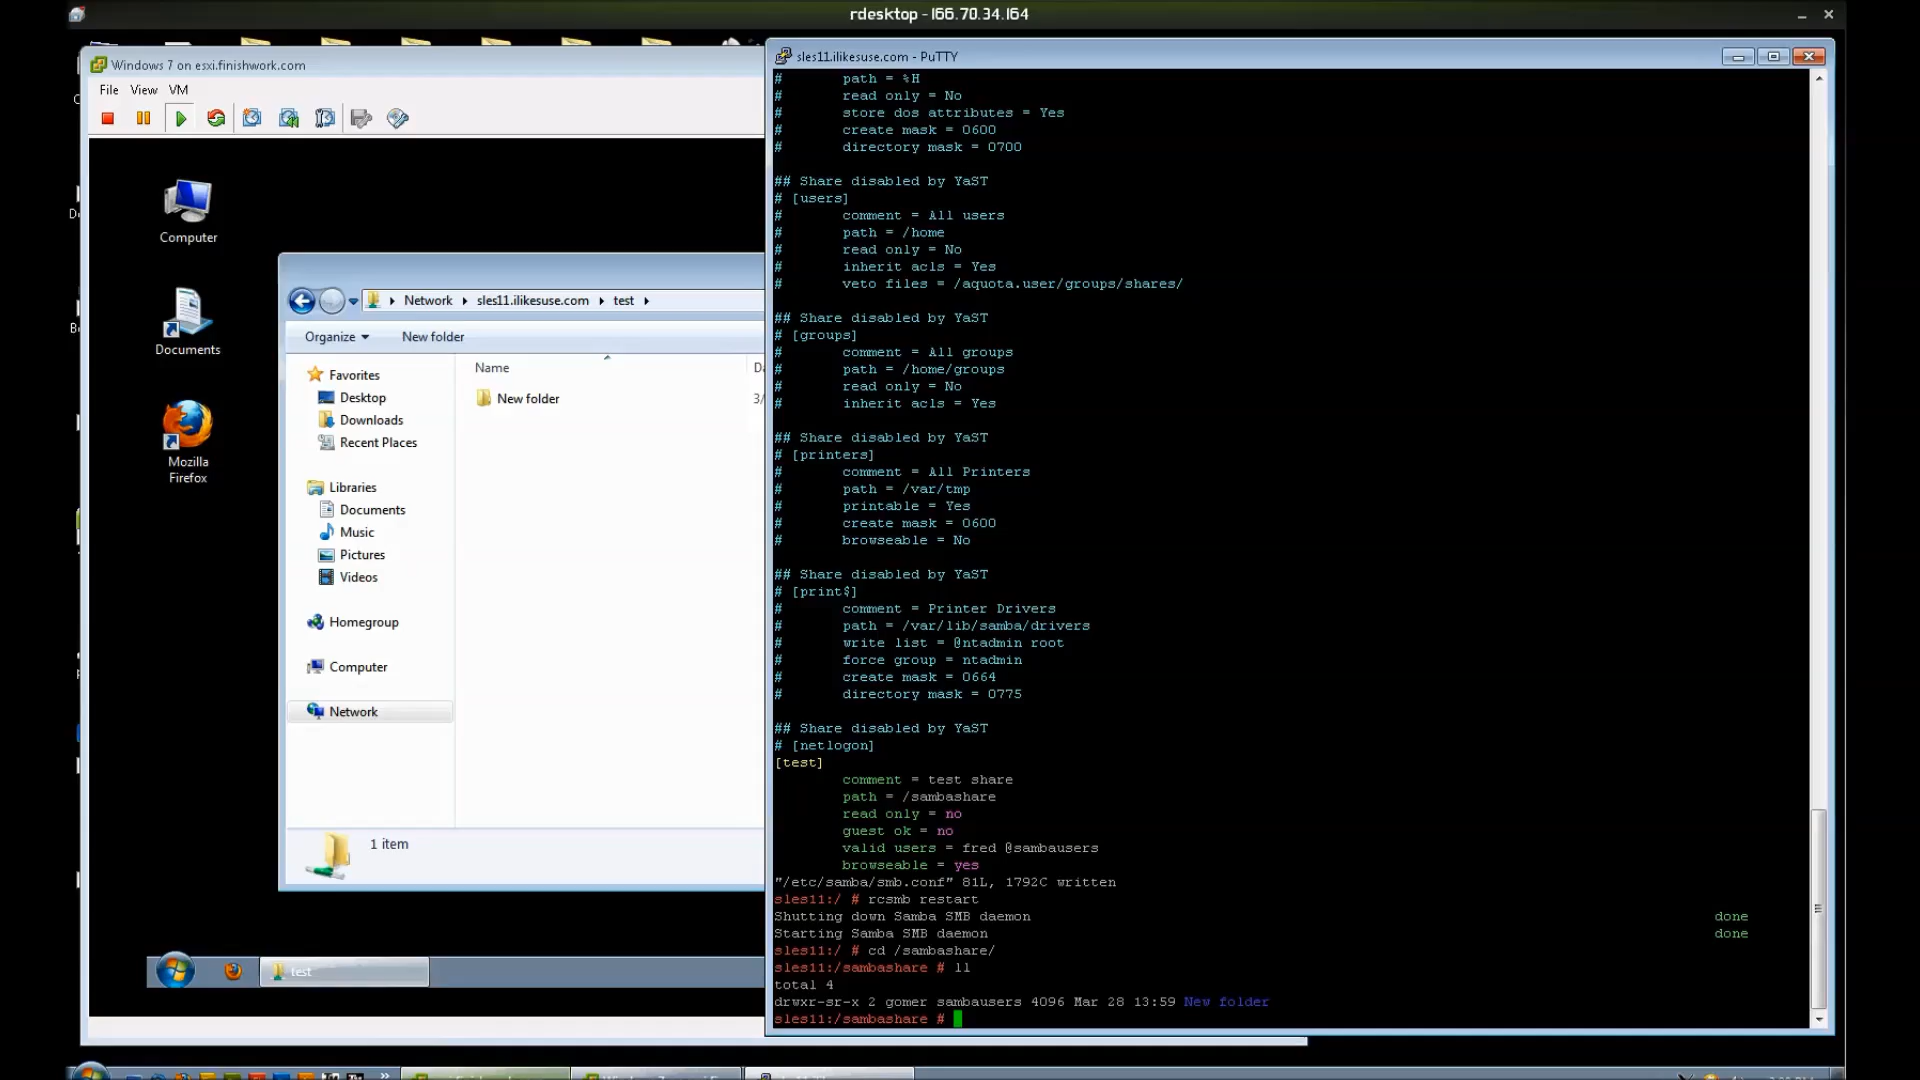 rdesktop - 166.70.34.164
Windows 7 on esxi.finishwork.com
File View VM
Computer
Documents
Mozilla
Firefox
Network sles11.ilikesuse.com test
Organize New folder
Favorites
Desktop
Downloads
Recent Places
Libraries
Documents
Music
Pictures
Videos
Homegroup
Computer
Network
Name
New folder 3/
1 item
test
sles11.ilikesuse.com - PuTTY
# path = %H
# read only = No
# store dos attributes = Yes
# create mask = 0600
# directory mask = 0700
## Share disabled by YaST
# [users]
# comment = All users
# path = /home
# read only = No
# inherit acls = Yes
# veto files = /aquota.user/groups/shares/
## Share disabled by YaST
# [groups]
# comment = All groups
# path = /home/groups
# read only = No
# inherit acls = Yes
## Share disabled by YaST
# [printers]
# comment = All Printers
# path = /var/tmp
# printable = Yes
# create mask = 0600
# browseable = No
## Share disabled by YaST
# [print$]
# comment = Printer Drivers
# path = /var/lib/samba/drivers
# write list = @ntadmin root
# force group = ntadmin
# create mask = 0664
# directory mask = 0775
## Share disabled by YaST
# [netlogon]
[test]
comment = test share
path = /sambashare
read only = no
guest ok = no
valid users = fred @sambausers
browseable = yes
"/etc/samba/smb.conf" 81L, 1792C written
sles11:/ # rcsmb restart
Shutting down Samba SMB daemon done
Starting Samba SMB daemon done
sles11:/ # cd /sambashare/
sles11:/sambashare # ll
total 4
drwxr-sr-x 2 gomer sambausers 4096 Mar 28 13:59 New folder
sles11:/sambashare #